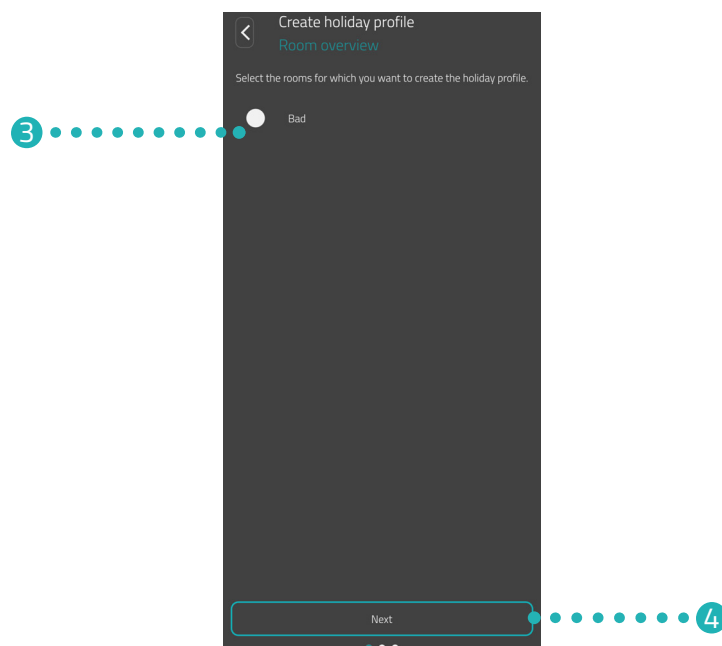 Create holiday profile
Room overview
Select the rooms for which you want to create the holiday profile.
3
Bad
Next
4